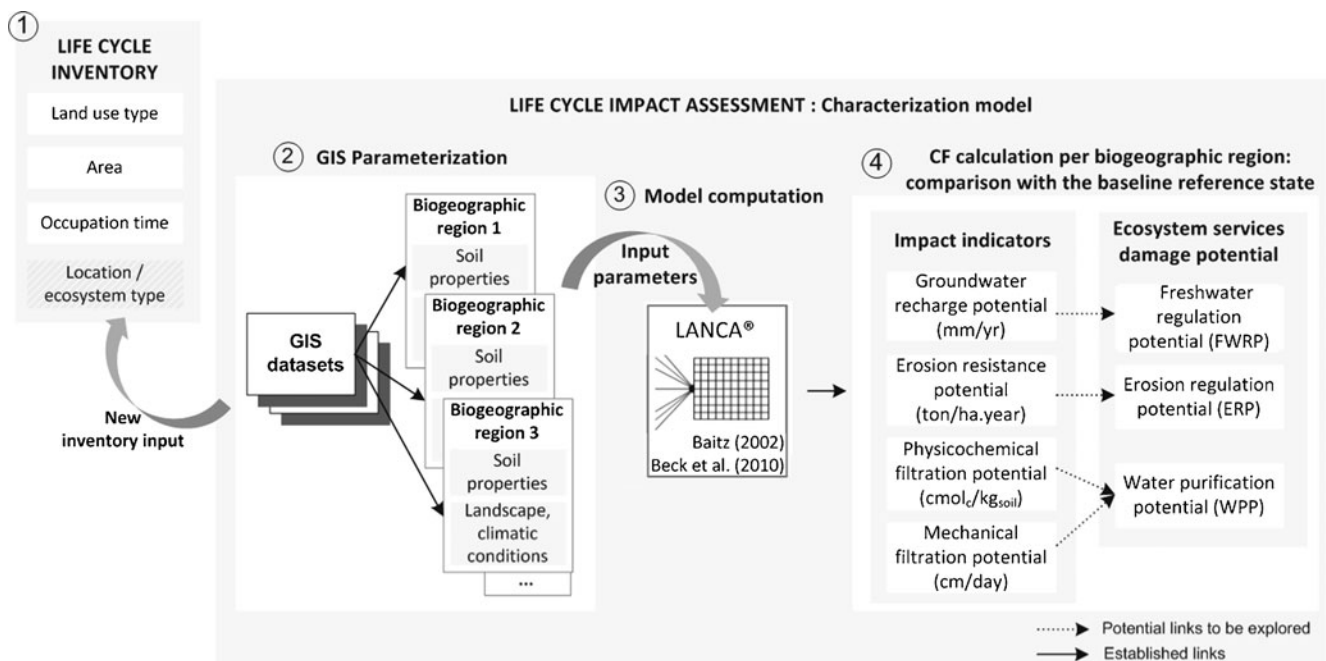 1
LIFE CYCLE
INVENTORY
Land use type
Area
Occupation time
Location /
ecosystem type
New
inventory input
LIFE CYCLE IMPACT ASSESSMENT : Characterization model
2 GIS Parameterization
GIS
datasets
Biogeographic
region 1
Soil
properties
Biogeographic
region 2
Soil
properties
Biogeographic
region 3
Soil
properties
Landscape,
climatic
conditions
...
3 Model computation
Input
parameters
LANCA®
Baitz (2002)
Beck et al. (2010)
4 CF calculation per biogeographic region:
comparison with the baseline reference state
Impact indicators
Groundwater
recharge potential
(mm/yr)
Erosion resistance
potential
(ton/ha.year)
Physicochemical
filtration potential
(cmolc/kgsoil)
Mechanical
filtration potential
(cm/day)
Ecosystem services
damage potential
Freshwater
regulation
potential (FWRP)
Erosion regulation
potential (ERP)
Water purification
potential (WPP)
Potential links to be explored
Established links